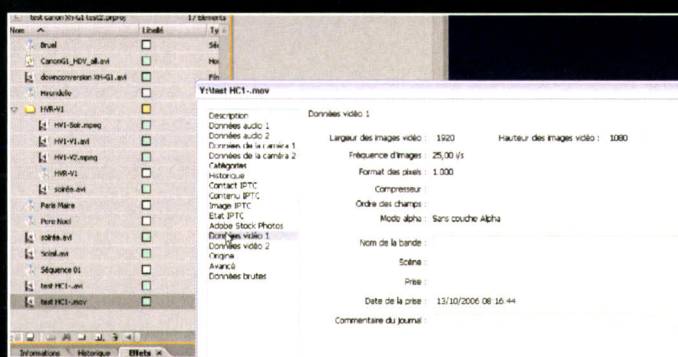 test canon XH-G1 test2.prproj 17 Eléments
Nom Libellé Ty
Bruel Sé
CanonG1_HDV_all.avi
downconversion XH-G1.avi
Hirondelle
HVR-V1
HV1-Soir.mpeg
HV1-V1.avi
HV1-V2.mpeg
HVR-V1
soirée.avi
Paris Maire
Pere Noel
soirée.avi
Soleil.avi
Séquence 01
test HC1-.avi
test HC1-.mov
Informations Historique Effets ×
Y:\test HC1-.mov
Description
Données audio 1
Données audio 2
Données de la caméra 1
Données de la caméra 2
Catégories
Historique
Contact IPTC
Contenu IPTC
Image IPTC
Etat IPTC
Adobe Stock Photos
Données vidéo 1
Données vidéo 2
Origine
Avancé
Données brutes
Données vidéo 1
Largeur des images vidéo : 1920 Hauteur des images vidéo : 1080
Fréquence d'images : 25,00 i/s
Format des pixels : 1.000
Compresseur :
Ordre des champs :
Mode alpha : Sans couche Alpha
Nom de la bande :
Scène :
Prise :
Date de la prise : 13/10/2006 08:16:44
Commentaire du journal :